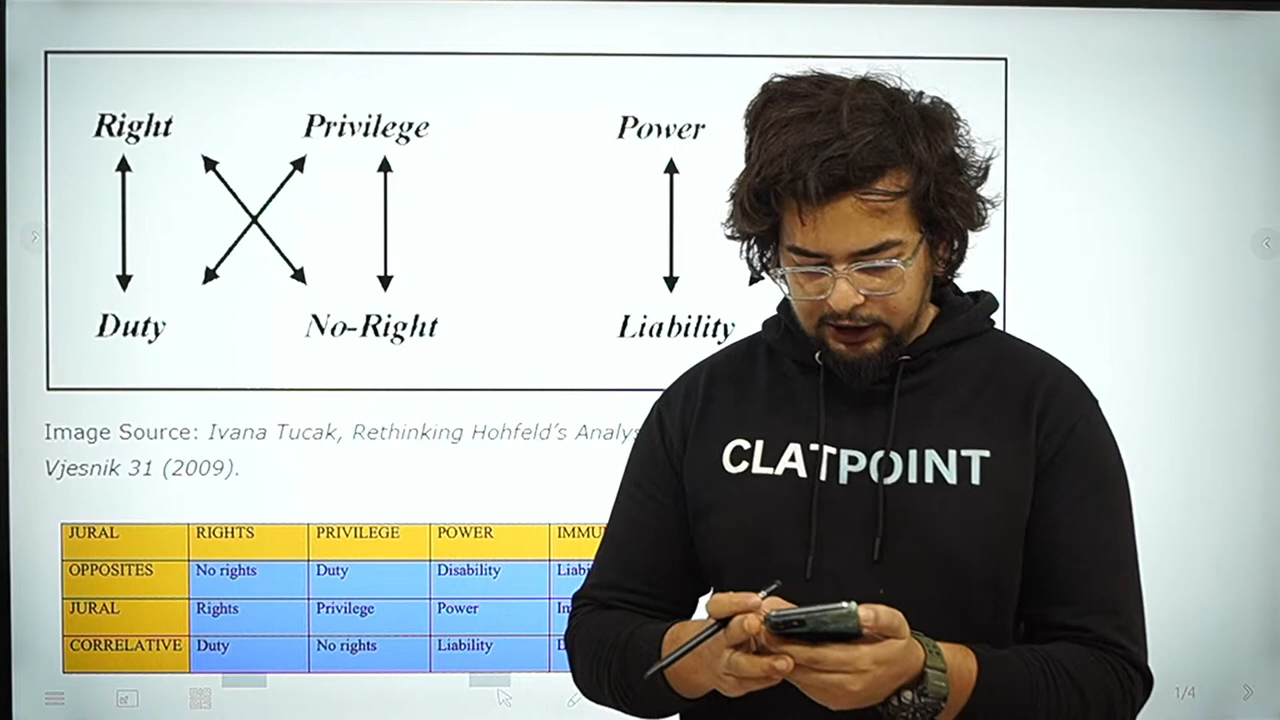 Right Privilege Power
Duty No-Right Liability
Image Source: Ivana Tucak, Rethinking Hohfeld's
Vjesnik 31 (2009).
CLATPOINT
JURAL RIGHTS PRIVILEGE POWER
OPPOSITES No rights Duty Disability
JURAL Rights Privilege Power
CORRELATIVE Duty No rights Liability
1/4